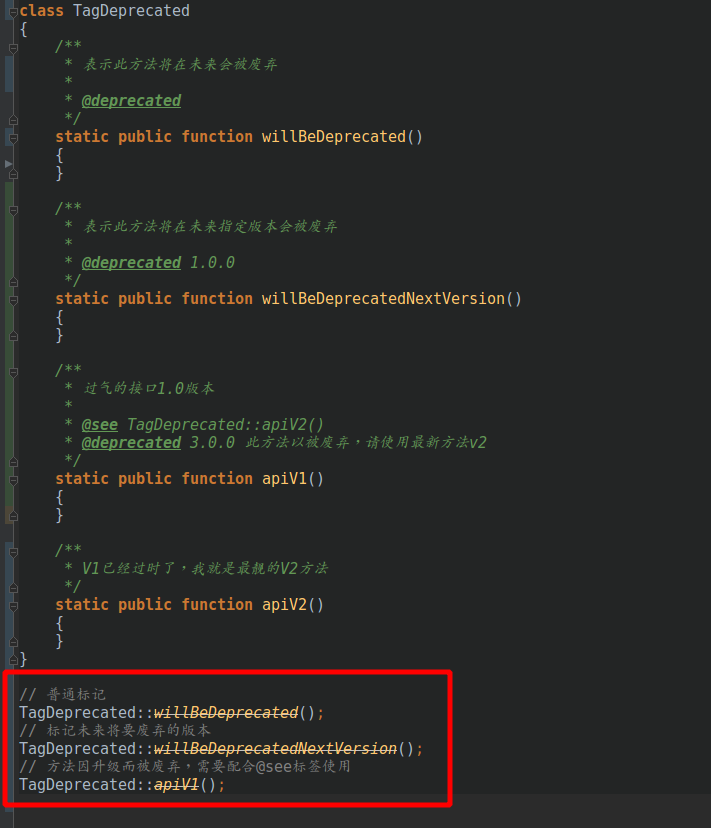 class TagDeprecated
{
    /**
     * 表示此方法将在未来会被废弃
     *
     * @deprecated
     */
    static public function willBeDeprecated()
    {
    }

    /**
     * 表示此方法将在未来指定版本会被废弃
     *
     * @deprecated 1.0.0
     */
    static public function willBeDeprecatedNextVersion()
    {
    }

    /**
     * 过气的接口1.0版本
     *
     * @see TagDeprecated::apiV2()
     * @deprecated 3.0.0 此方法以被废弃，请使用最新方法v2
     */
    static public function apiV1()
    {
    }

    /**
     * V1已经过时了，我就是最靓的V2方法
     */
    static public function apiV2()
    {
    }
}

// 普通标记
TagDeprecated::willBeDeprecated();
// 标记未来将要废弃的版本
TagDeprecated::willBeDeprecatedNextVersion();
// 方法因升级而被废弃，需要配合@see标签使用
TagDeprecated::apiV1();